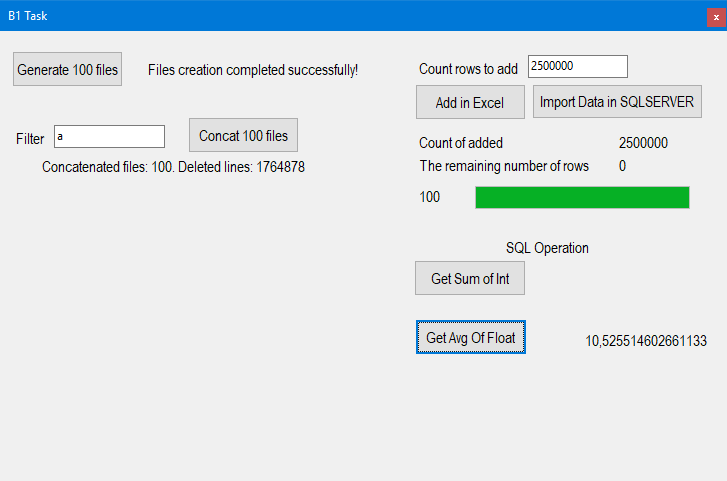 B1 Task
x
Generate 100 files
Files creation completed successfully!
Filter
a
Concat 100 files
Concatenated files: 100. Deleted lines: 1764878
Count rows to add
2500000
Add in Excel
Import Data in SQLSERVER
Count of added
2500000
The remaining number of rows
0
100
SQL Operation
Get Sum of Int
Get Avg Of Float
10,525514602661133